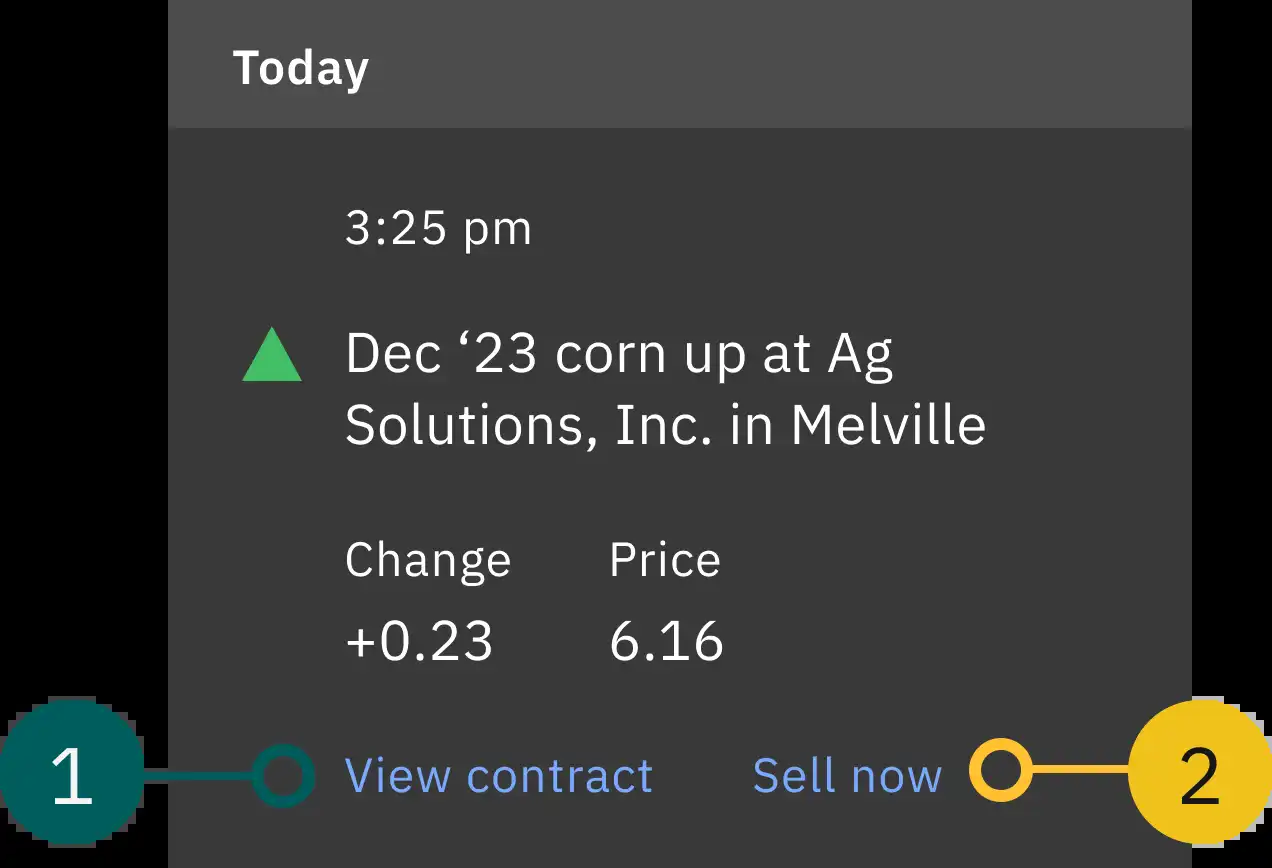 Today
3:25 pm
Dec ‘23 corn up at Ag
Solutions, Inc. in Melville
Change Price
+0.23 6.16
1 View contract Sell now 2